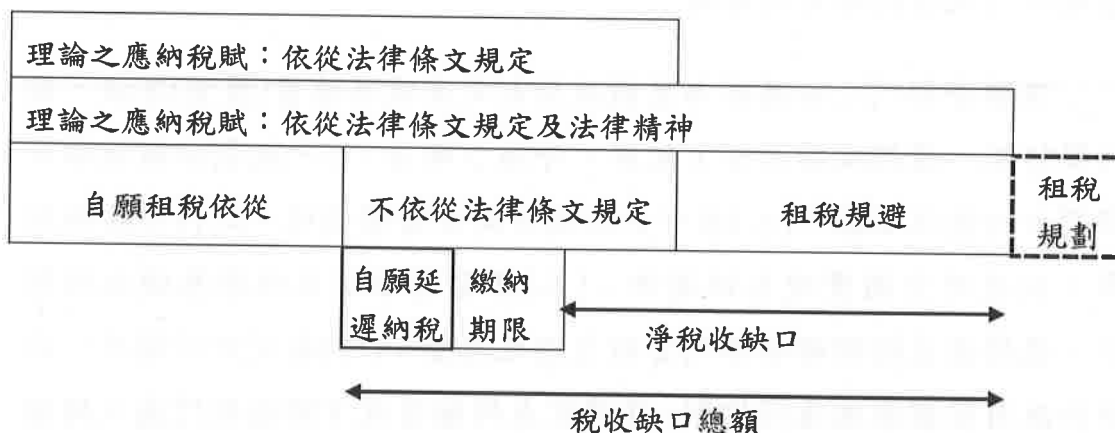 理論之應納稅賦：依從法律條文規定
理論之應納稅賦：依從法律條文規定及法律精神
自願租稅依從
不依從法律條文規定
租稅規避
租稅
規劃
自願延
遲納稅
繳納
期限
淨稅收缺口
稅收缺口總額